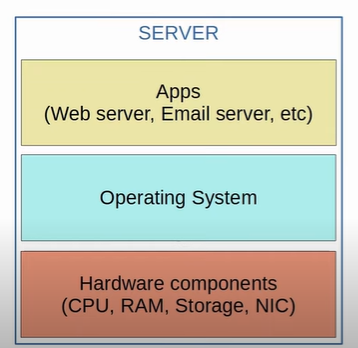 SERVER
Apps
(Web server, Email server, etc)
Operating System
Hardware components
(CPU, RAM, Storage, NIC)